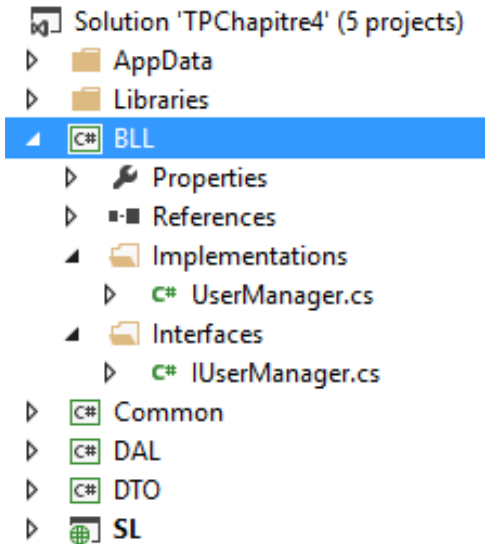 Solution 'TPChapitre4' (5 projects)
AppData
Libraries
C# BLL
Properties
References
Implementations
C# UserManager.cs
Interfaces
C# IUserManager.cs
C# Common
C# DAL
C# DTO
SL